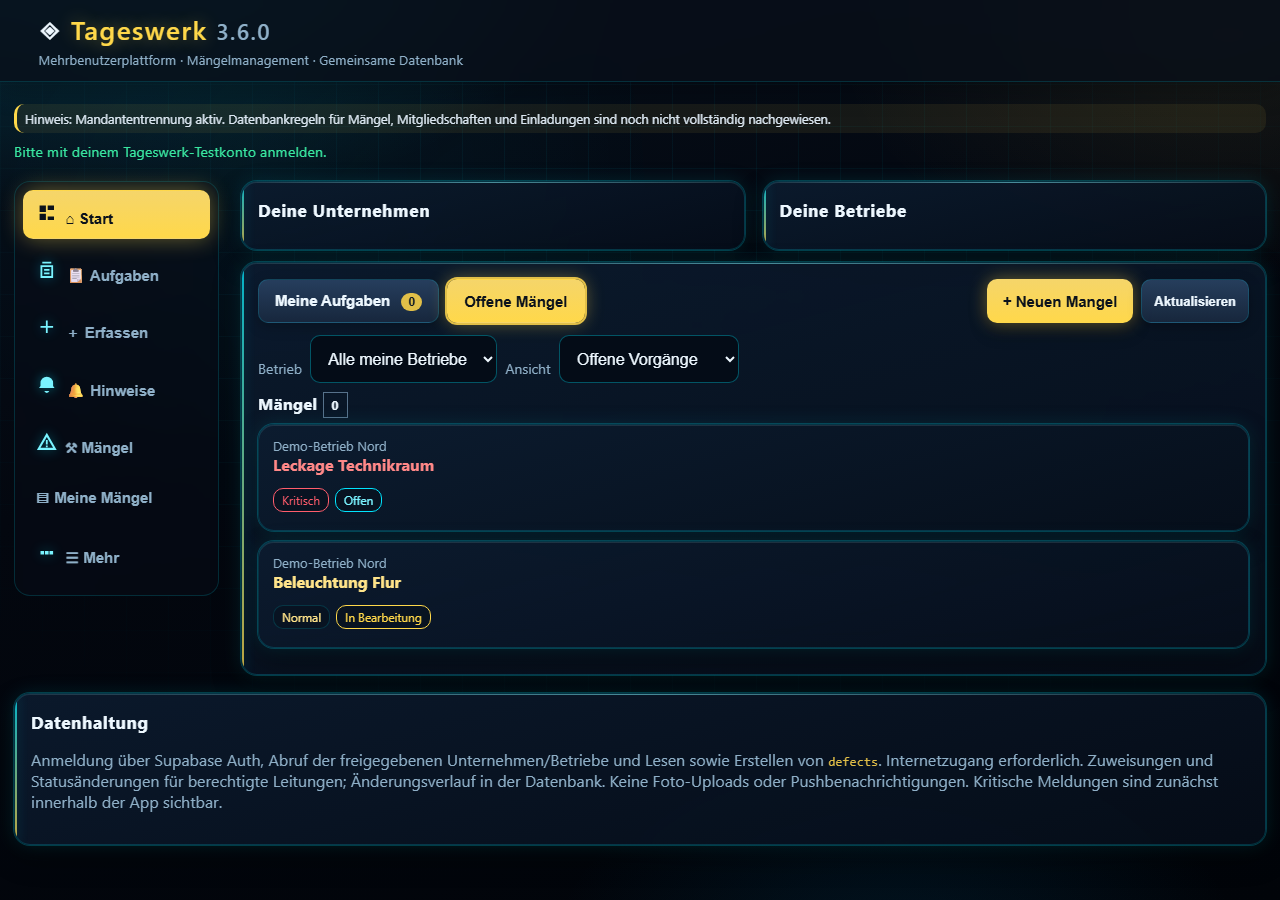 Tageswerk 3.6.0
Mehrbenutzerplattform · Mängelmanagement · Gemeinsame Datenbank
Hinweis: Mandantentrennung aktiv. Datenbankregeln für Mängel, Mitgliedschaften und Einladungen sind noch nicht vollständig nachgewiesen.
Bitte mit deinem Tageswerk-Testkonto anmelden.
⌂ Start
📋 Aufgaben
+ Erfassen
🔔 Hinweise
⚒ Mängel
▤ Meine Mängel
☰ Mehr
Deine Unternehmen
Deine Betriebe
Meine Aufgaben 0
Offene Mängel
+ Neuen Mangel
Aktualisieren
Betrieb Alle meine Betriebe Ansicht Offene Vorgänge
Mängel 0
Demo-Betrieb Nord
Leckage Technikraum
Kritisch Offen
Demo-Betrieb Nord
Beleuchtung Flur
Normal In Bearbeitung
Datenhaltung
Anmeldung über Supabase Auth, Abruf der freigegebenen Unternehmen/Betriebe und Lesen sowie Erstellen von defects. Internetzugang erforderlich. Zuweisungen und
Statusänderungen für berechtigte Leitungen; Änderungsverlauf in der Datenbank. Keine Foto-Uploads oder Pushbenachrichtigungen. Kritische Meldungen sind zunächst
innerhalb der App sichtbar.